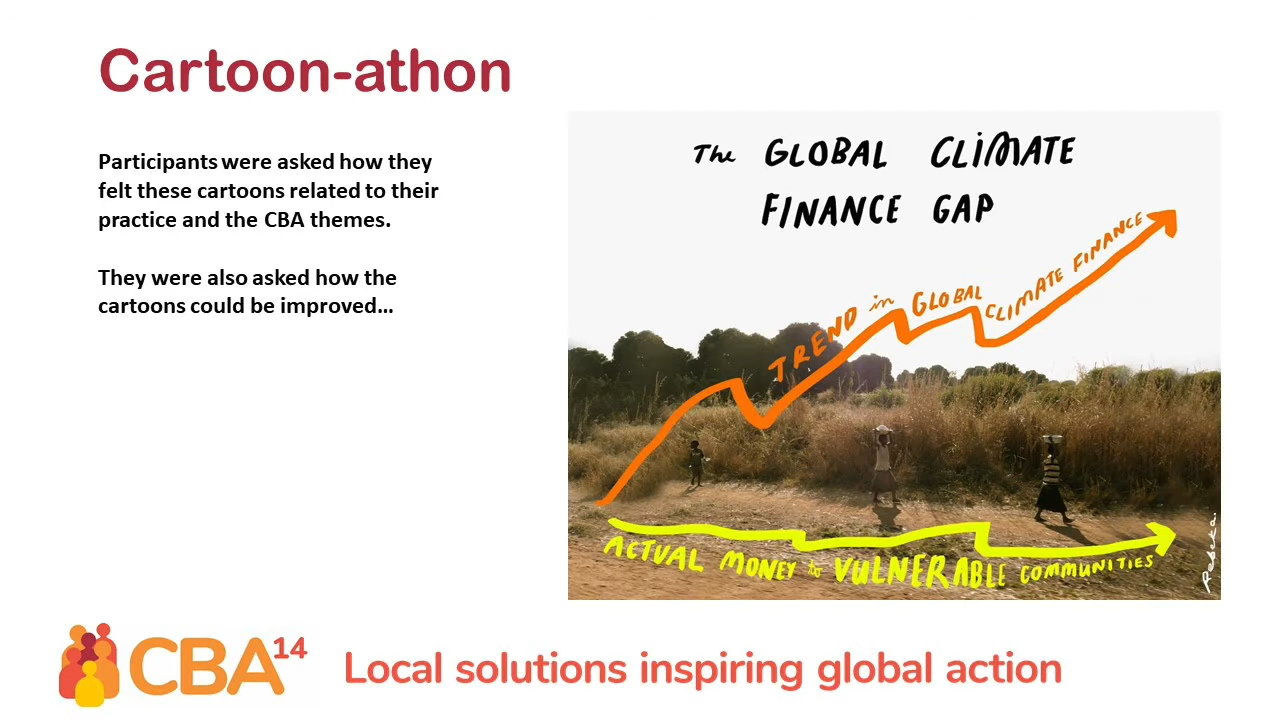 Cartoon-athon
Participants were asked how they
felt these cartoons related to their
practice and the CBA themes.
They were also asked how the
cartoons could be improved…
The GLOBAL CLiMATE
FINANCE GAP
TREND in GLOBAL CLIMATE FINANCE
ACTUAL MONEY to VULNERABLE COMMUNITIES
Rebeka.
CBA14
Local solutions inspiring global action